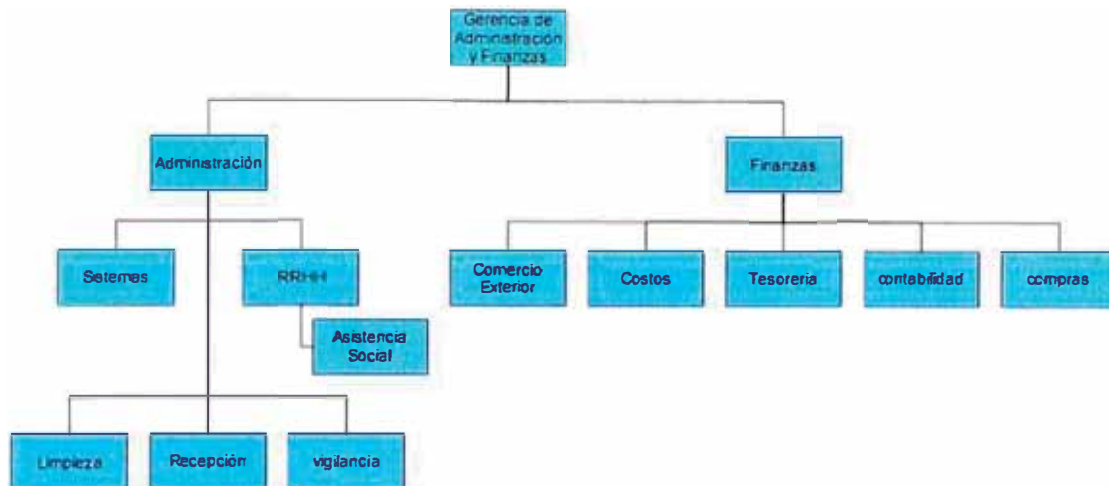 Gerencia de
Administración
y Finanzas
Administración
Finanzas
Sistemas
RRHH
Comercio
Exterior
Costos
Tesoreria
contabilidad
compras
Asistencia
Social
Limpieza
Recepción
vigilancia